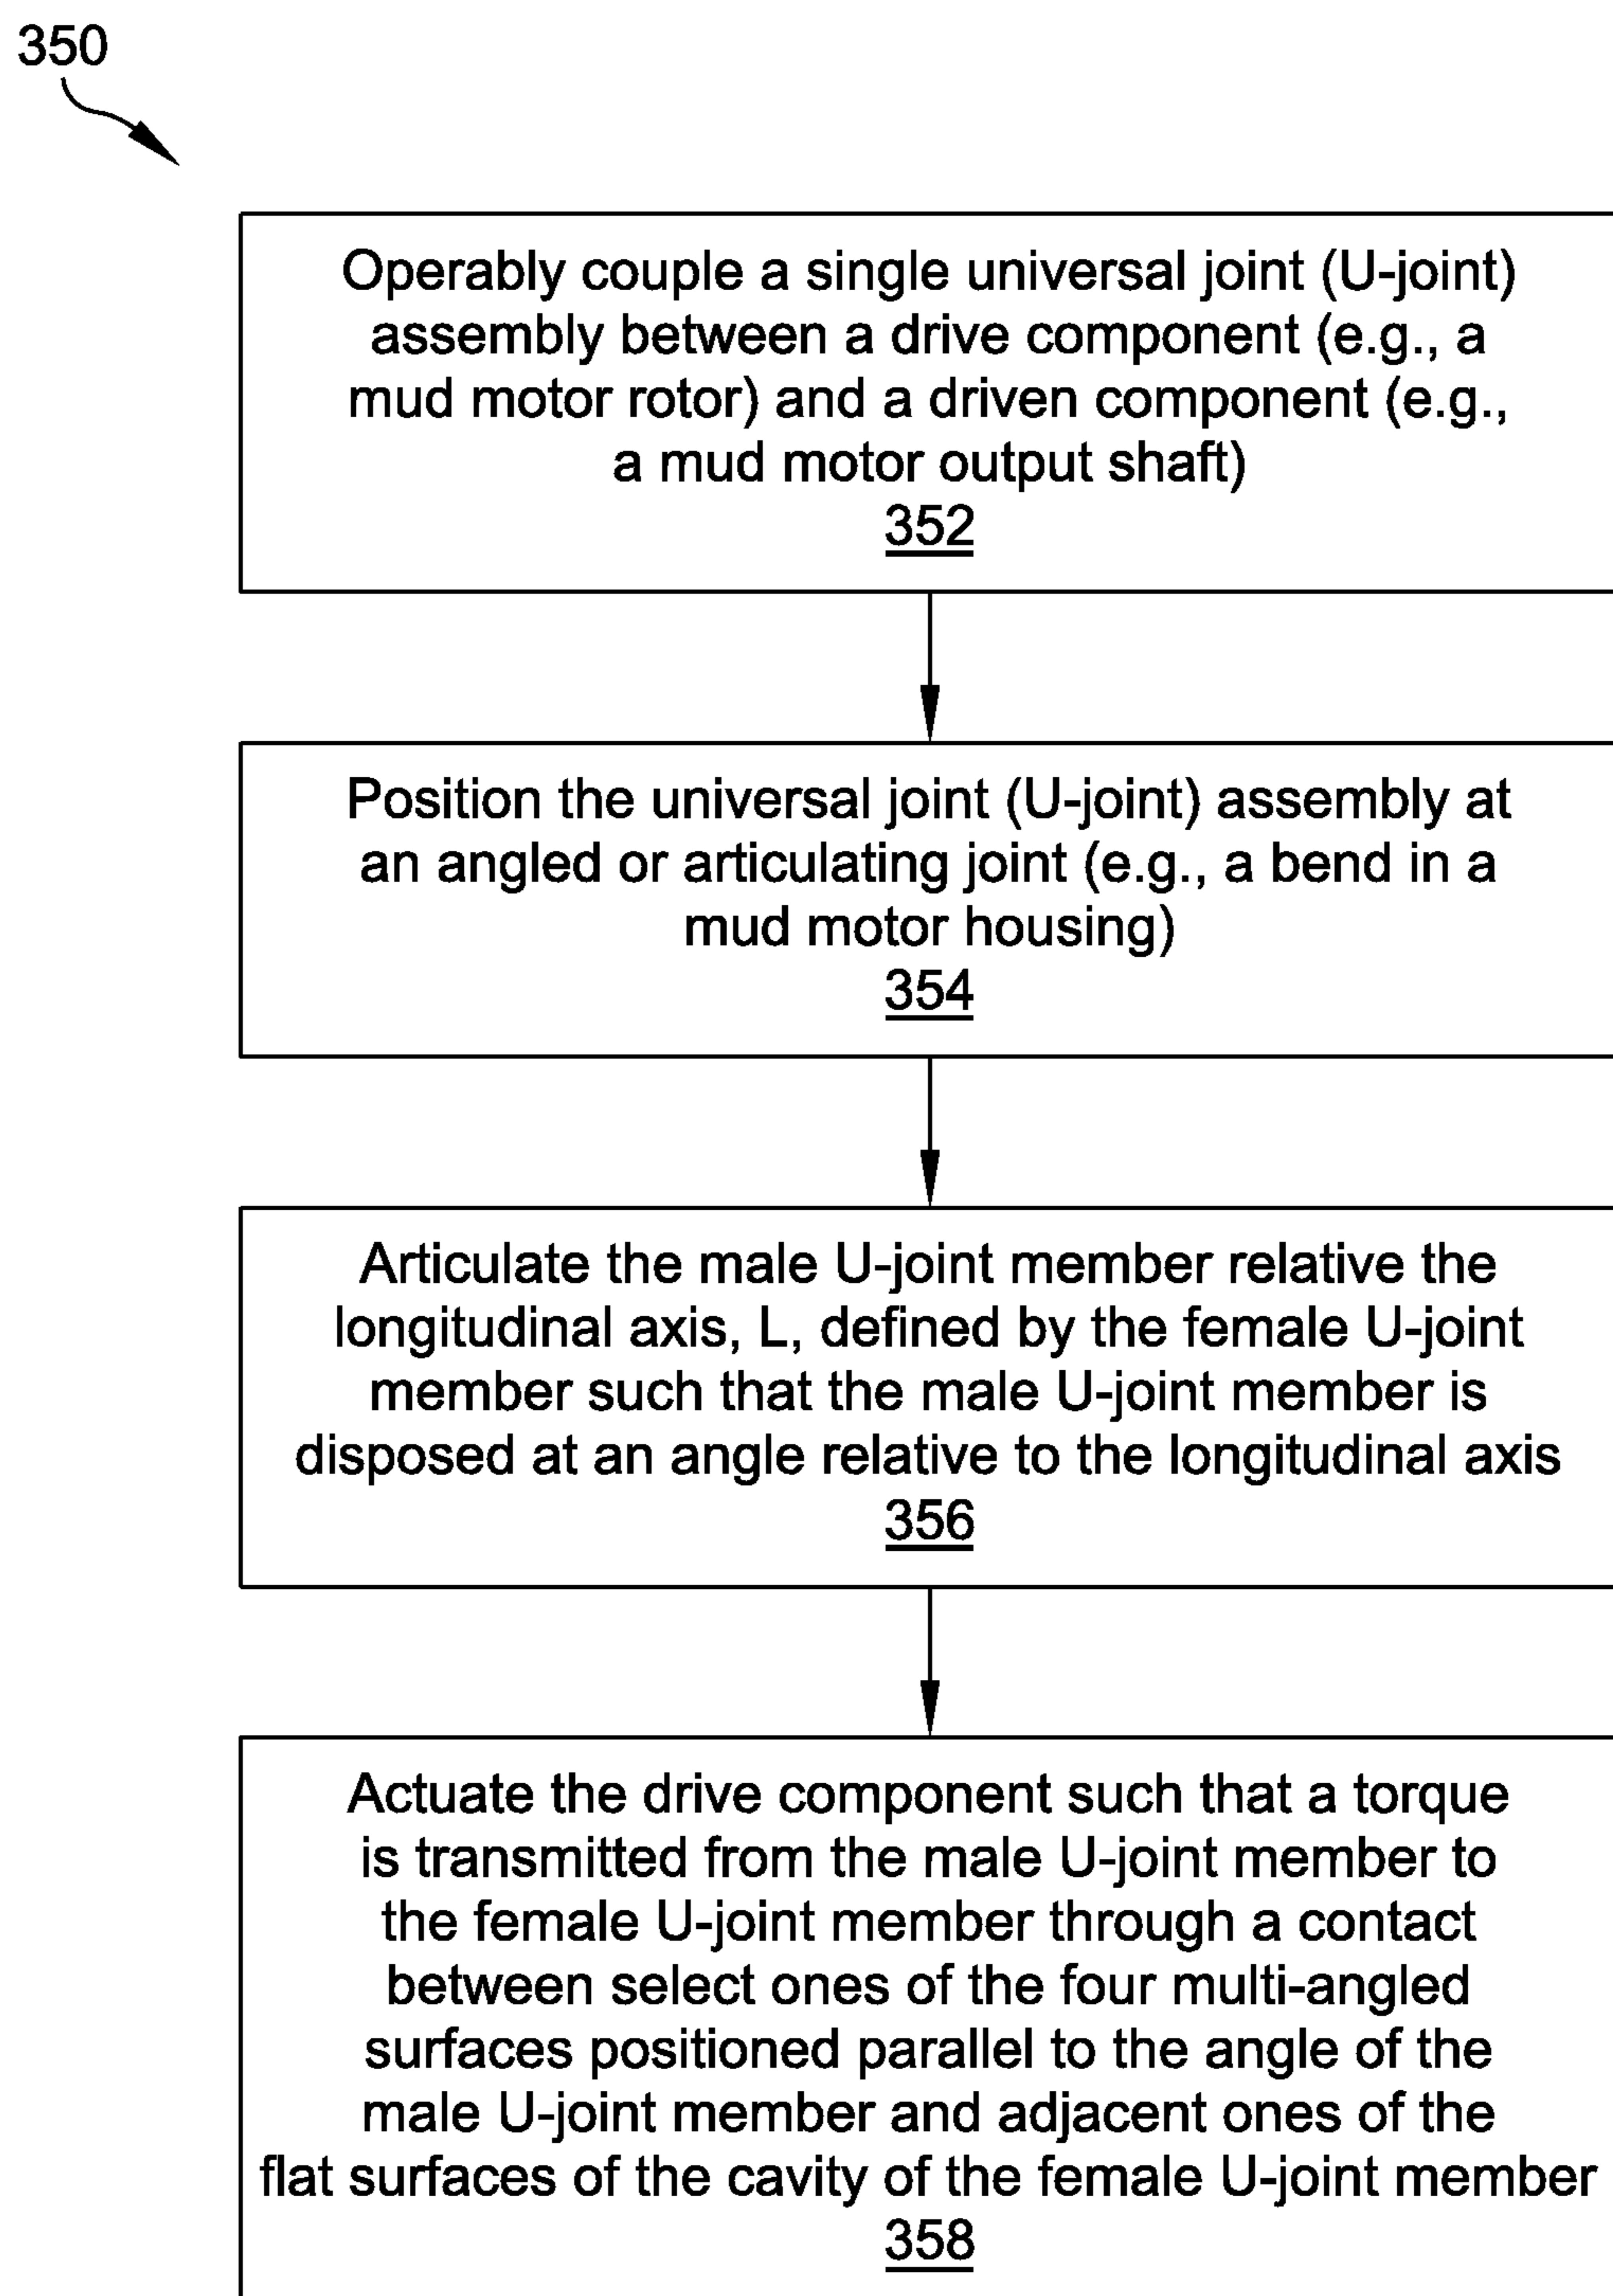 350
Operably couple a single universal joint (U-joint)
assembly between a drive component (e.g., a
mud motor rotor) and a driven component (e.g.,
a mud motor output shaft)
352
Position the universal joint (U-joint) assembly at
an angled or articulating joint (e.g., a bend in a
mud motor housing)
354
Articulate the male U-joint member relative the
longitudinal axis, L, defined by the female U-joint
member such that the male U-joint member is
disposed at an angle relative to the longitudinal axis
356
Actuate the drive component such that a torque
is transmitted from the male U-joint member to
the female U-joint member through a contact
between select ones of the four multi-angled
surfaces positioned parallel to the angle of the
male U-joint member and adjacent ones of the
flat surfaces of the cavity of the female U-joint member
358